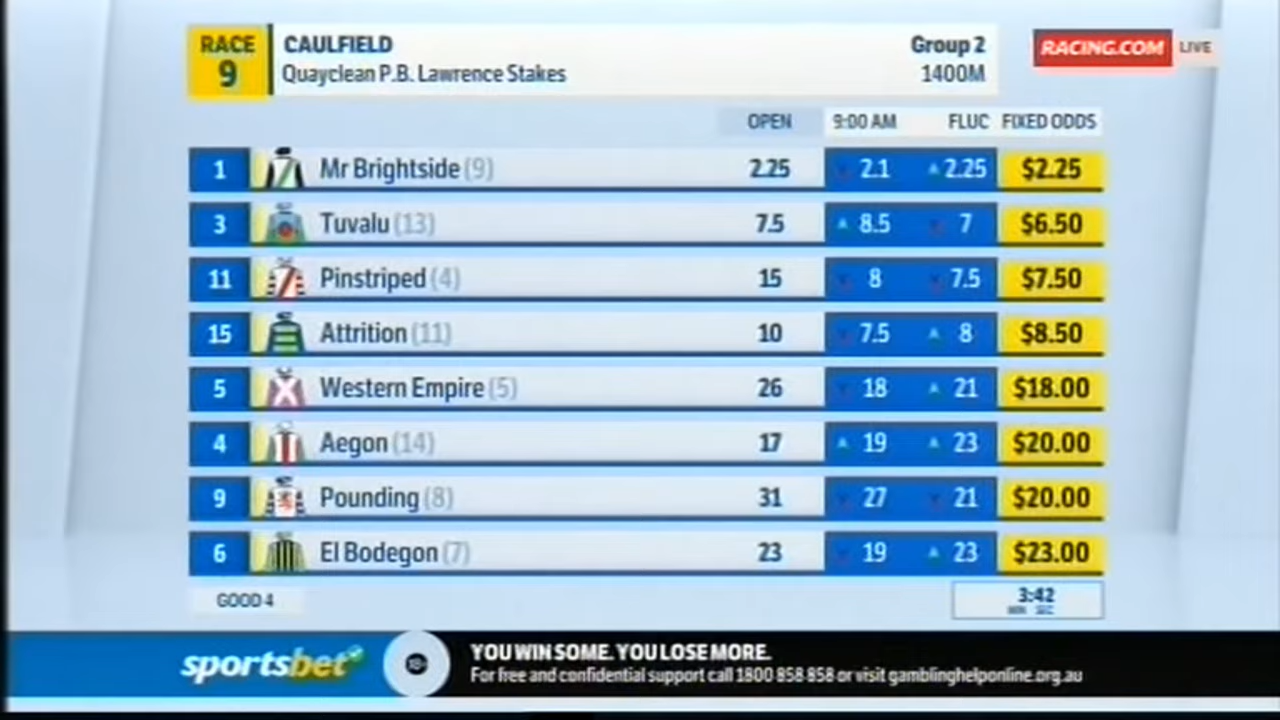 RACE 9 CAULFIELD Group 2
Quayclean P.B. Lawrence Stakes 1400M
RACING.COM LIVE
OPEN 9:00 AM FLUC FIXED ODDS
1 Mr Brightside (9) 2.25 2.1 2.25 $2.25
3 Tuvalu (13) 7.5 8.5 7 $6.50
11 Pinstriped (4) 15 8 7.5 $7.50
15 Attrition (11) 10 7.5 8 $8.50
5 Western Empire (5) 26 18 21 $18.00
4 Aegon (14) 17 19 23 $20.00
9 Pounding (8) 31 27 21 $20.00
6 El Bodegon (7) 23 19 23 $23.00
GOOD 4 3:42
MIN SEC
sportsbet 18+ YOU WIN SOME. YOU LOSE MORE.
For free and confidential support call 1800 858 858 or visit gamblinghelponline.org.au